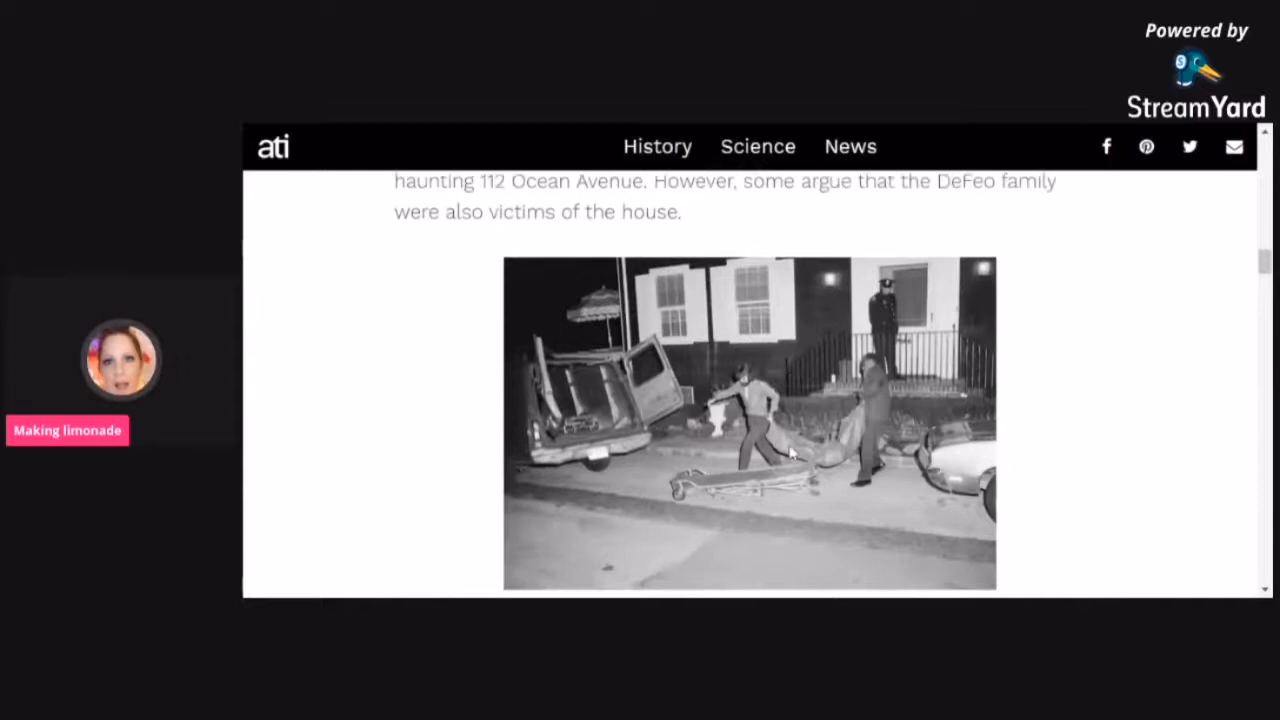 Powered by
StreamYard
ati
History Science News
haunting 112 Ocean Avenue. However, some argue that the DeFeo family
were also victims of the house.
Making limonade